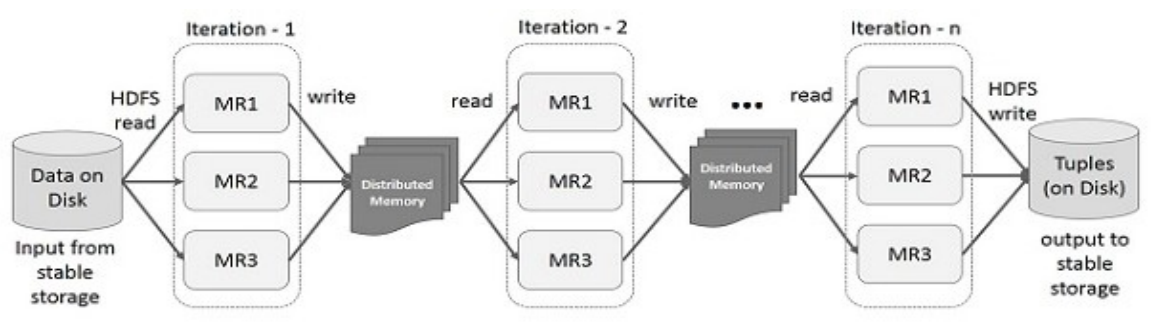 Iteration - 1
Iteration - 2
Iteration - n
HDFS
read
MR1
MR2
MR3
write
Data on
Disk
Input from
stable
storage
Distributed
Memory
read
MR1
MR2
MR3
write
...
Distributed
Memory
read
MR1
MR2
MR3
HDFS
write
Tuples
(on Disk)
output to
stable
storage